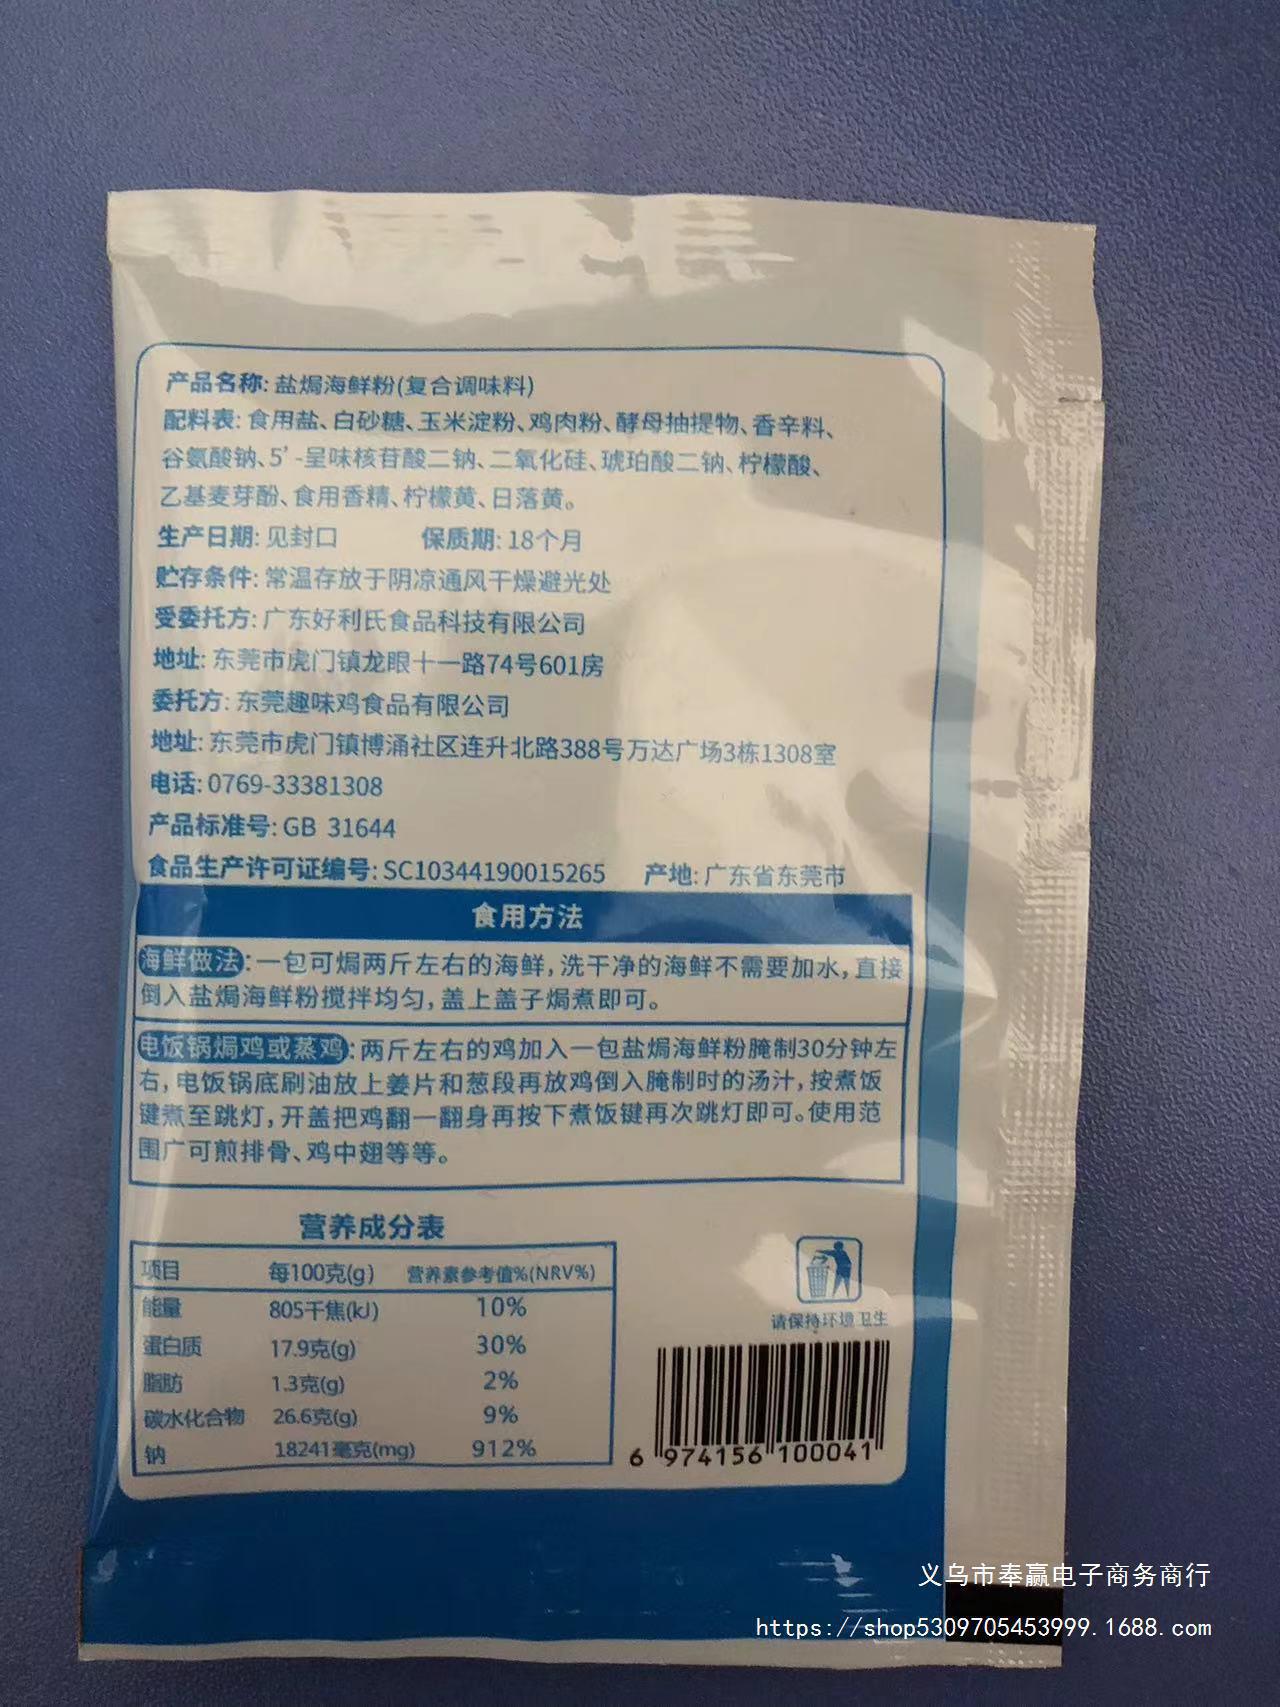 产品名称: 盐焗海鲜粉(复合调味料)
配料表: 食用盐、白砂糖、玉米淀粉、鸡肉粉、酵母抽提物、香辛料、
谷氨酸钠、5'-呈味核苷酸二钠、二氧化硅、琥珀酸二钠、柠檬酸、
乙基麦芽酚、食用香精、柠檬黄、日落黄。
生产日期: 见封口 保质期: 18个月
贮存条件: 常温存放于阴凉通风干燥避光处
受委托方: 广东好利氏食品科技有限公司
地址: 东莞市虎门镇龙眼十一路74号601房
委托方: 东莞趣味鸡食品有限公司
地址: 东莞市虎门镇博涌社区连升北路388号万达广场3栋1308室
电话: 0769-33381308
产品标准号: GB 31644
食品生产许可证编号: SC10344190015265 产地: 广东省东莞市
食用方法
海鲜做法: 一包可焗两斤左右的海鲜, 洗干净的海鲜不需要加水, 直接
倒入盐焗海鲜粉搅拌均匀, 盖上盖子焗煮即可。
电饭锅焗鸡或蒸鸡: 两斤左右的鸡加入一包盐焗海鲜粉腌制30分钟左
右, 电饭锅底刷油放上姜片和葱段再放鸡倒入腌制时的汤汁, 按煮饭
键煮至跳灯, 开盖把鸡翻一翻身再按下煮饭键再次跳灯即可。使用范
围广可煎排骨、鸡中翅等等。
营养成分表
项目 每100克(g) 营养素参考值%(NRV%)
能量 805千焦(kJ) 10%
蛋白质 17.9克(g) 30%
脂肪 1.3克(g) 2%
碳水化合物 26.6克(g) 9%
钠 18241毫克(mg) 912%
请保持环境卫生
6 974156 100041
义乌市奉赢电子商务商行
https://shop5309705453999.1688.com